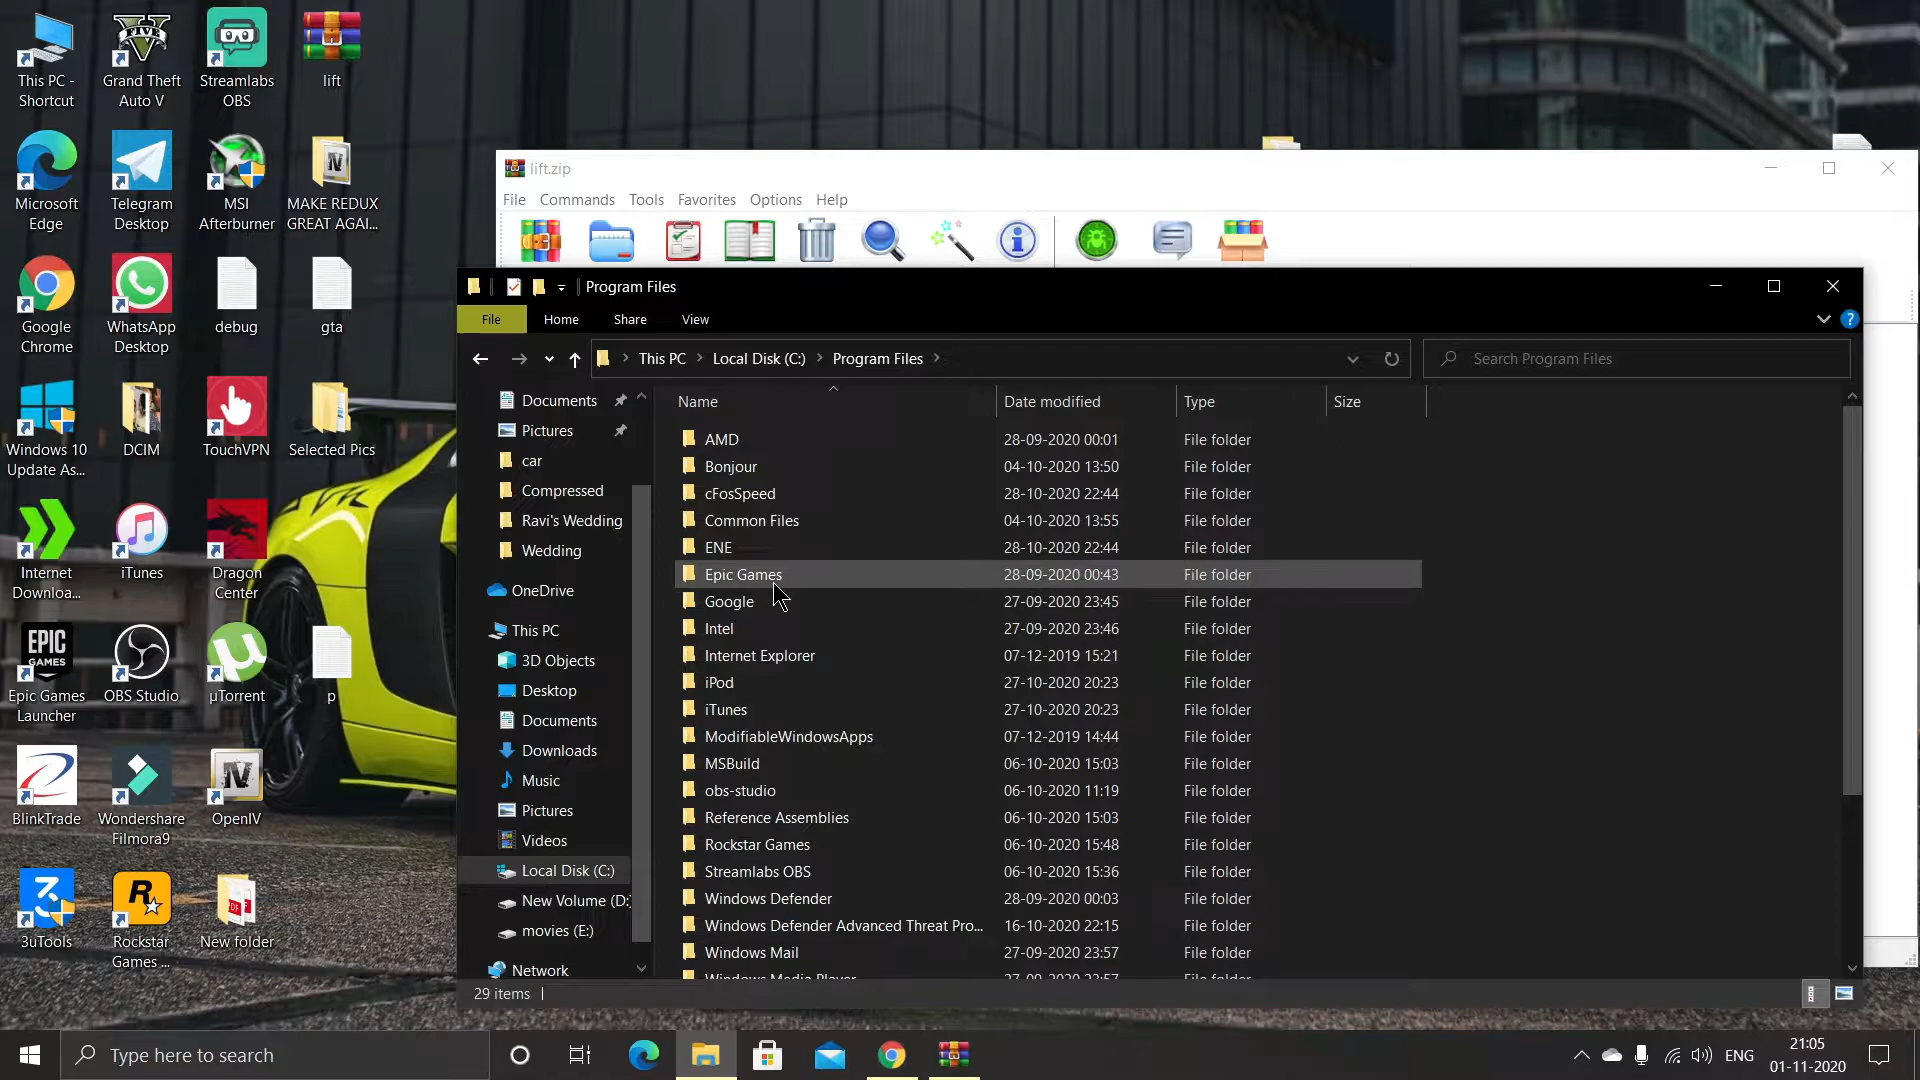 This PC -
Shortcut
Grand Theft
Auto V
Streamlabs
OBS
lift
Microsoft
Edge
Telegram
Desktop
MSI
Afterburner
MAKE REDUX
GREAT AGAI...
Google
Chrome
WhatsApp
Desktop
debug
gta
Windows 10
Update As...
DCIM
TouchVPN
Selected Pics
Internet
Downloa...
iTunes
Dragon
Center
EPIC
GAMES
Epic Games
Launcher
OBS Studio
µTorrent
p
BlinkTrade
Wondershare
Filmora9
OpenIV
3uTools
Rockstar
Games ...
New folder
FIVE
lift.zip
File Commands Tools Favorites Options Help
Program Files
File Home Share View
This PC Local Disk (C:) Program Files
Search Program Files
Documents
Pictures
car
Compressed
Ravi's Wedding
Wedding
OneDrive
This PC
3D Objects
Desktop
Documents
Downloads
Music
Pictures
Videos
Local Disk (C:)
New Volume (D:)
movies (E:)
Network
Name Date modified Type Size
AMD 28-09-2020 00:01 File folder
Bonjour 04-10-2020 13:50 File folder
cFosSpeed 28-10-2020 22:44 File folder
Common Files 04-10-2020 13:55 File folder
ENE 28-10-2020 22:44 File folder
Epic Games 28-09-2020 00:43 File folder
Google 27-09-2020 23:45 File folder
Intel 27-09-2020 23:46 File folder
Internet Explorer 07-12-2019 15:21 File folder
iPod 27-10-2020 20:23 File folder
iTunes 27-10-2020 20:23 File folder
ModifiableWindowsApps 07-12-2019 14:44 File folder
MSBuild 06-10-2020 15:03 File folder
obs-studio 06-10-2020 11:19 File folder
Reference Assemblies 06-10-2020 15:03 File folder
Rockstar Games 06-10-2020 15:48 File folder
Streamlabs OBS 06-10-2020 15:36 File folder
Windows Defender 28-09-2020 00:03 File folder
Windows Defender Advanced Threat Pro... 16-10-2020 22:15 File folder
Windows Mail 27-09-2020 23:57 File folder
Windows Media Player 27-09-2020 23:57 File folder
29 items
Type here to search
ENG
21:05
01-11-2020